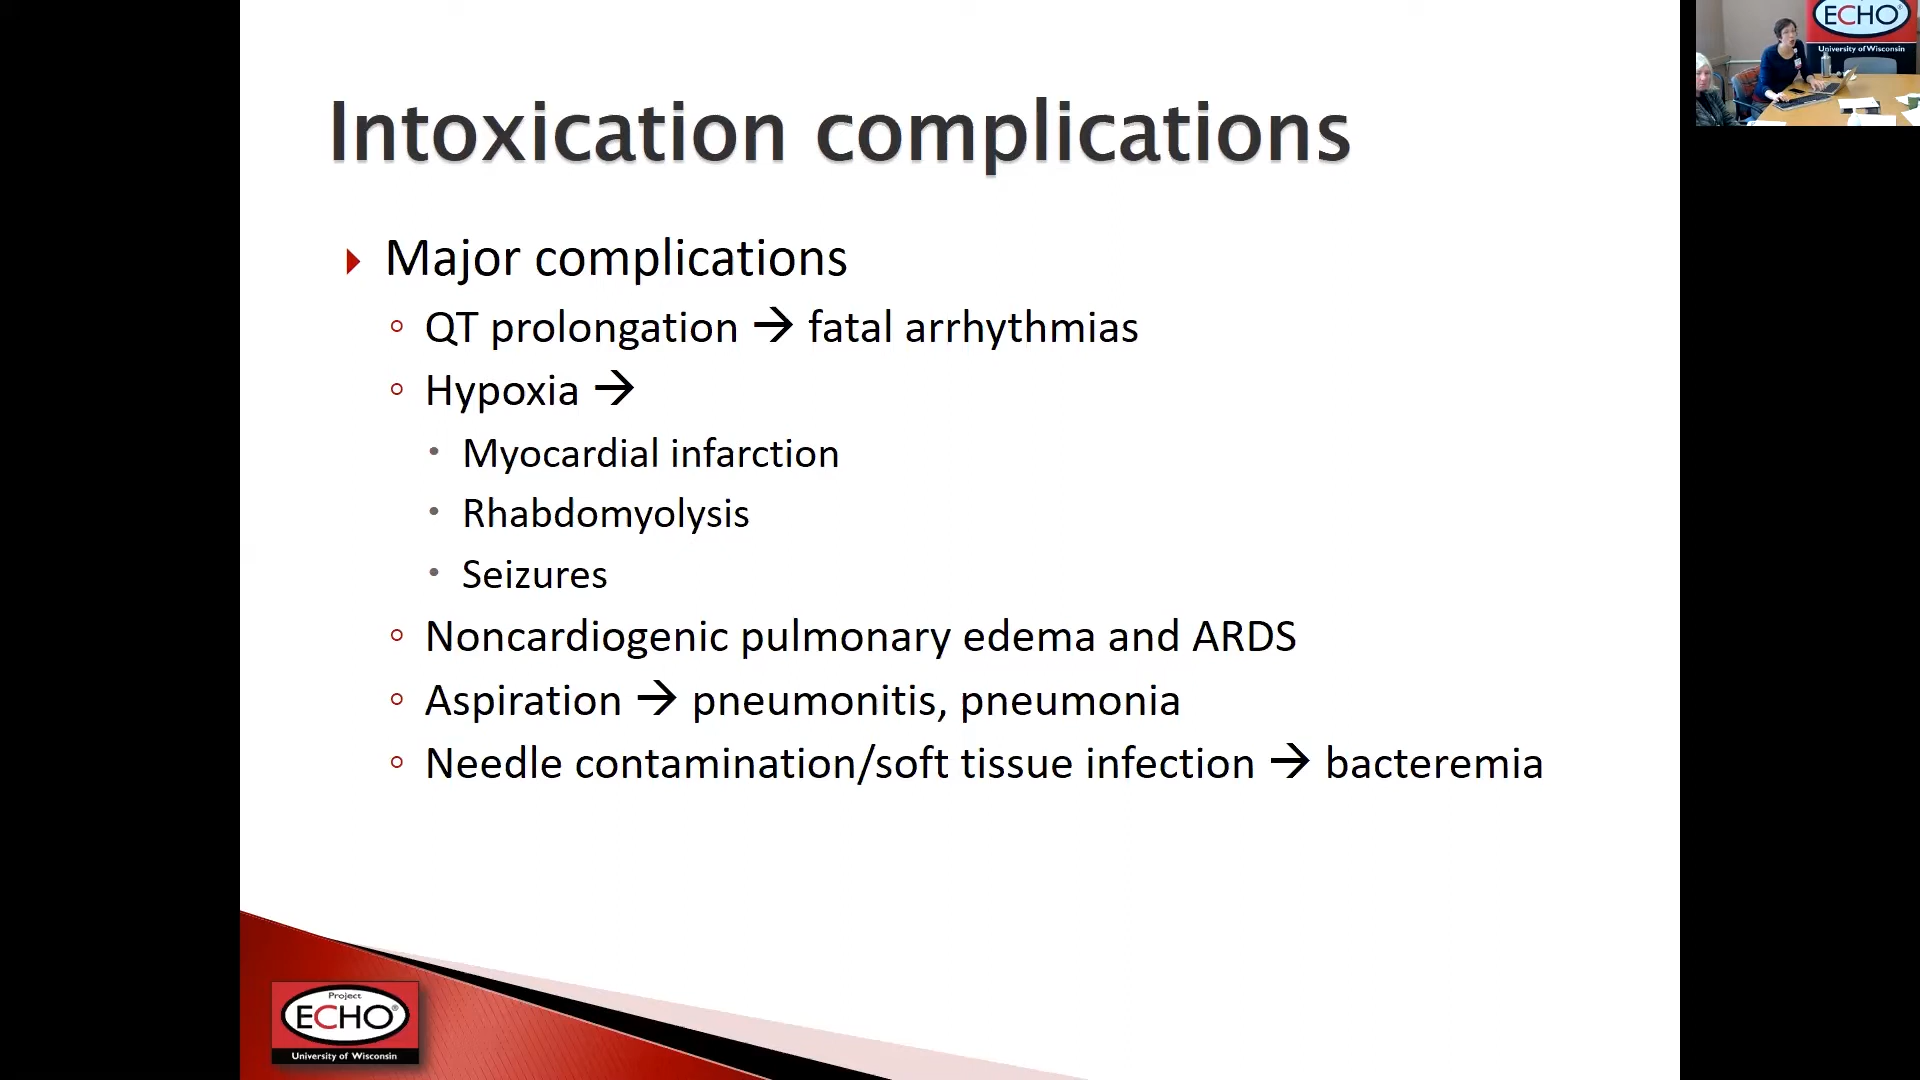 Intoxication complications
Major complications
QT prolongation → fatal arrhythmias
Hypoxia →
Myocardial infarction
Rhabdomyolysis
Seizures
Noncardiogenic pulmonary edema and ARDS
Aspiration → pneumonitis, pneumonia
Needle contamination/soft tissue infection → bacteremia
Project
ECHO®
University of Wisconsin
ECHO®
University of Wisconsin